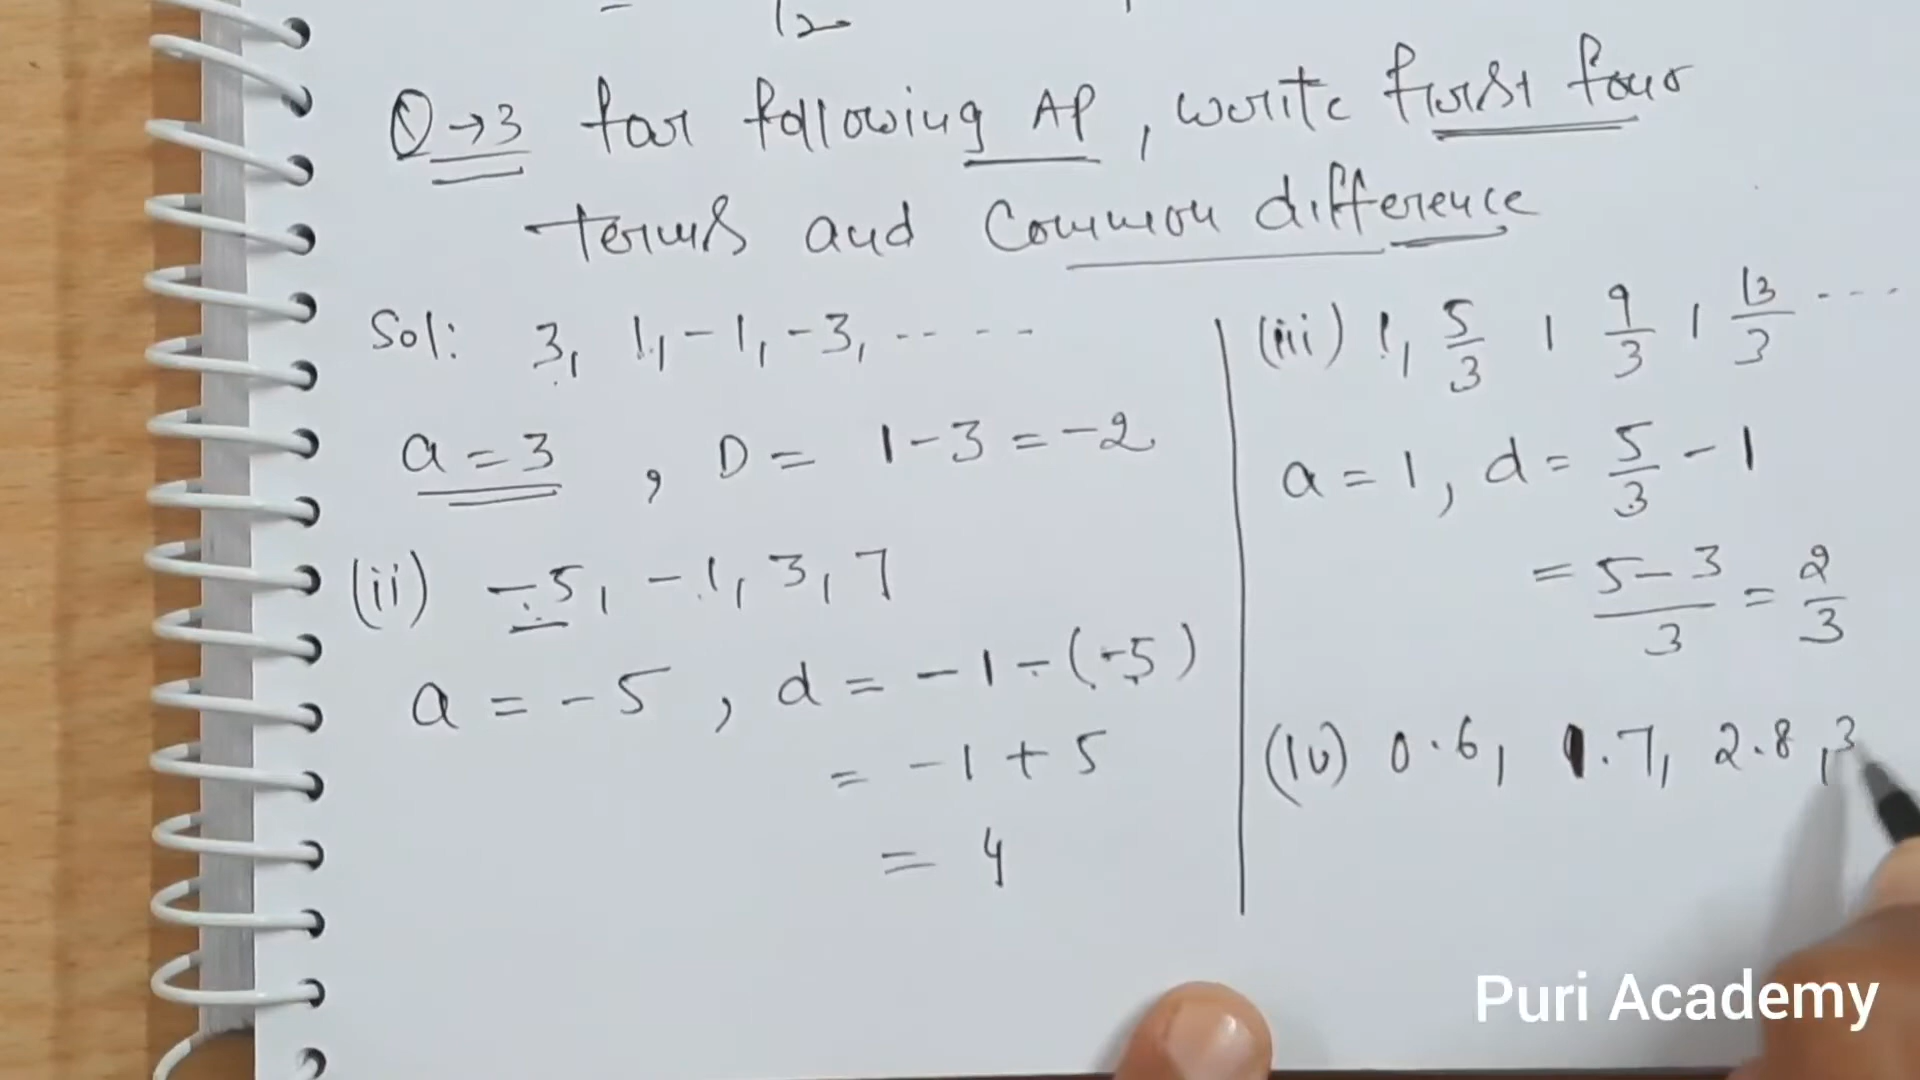 12
Q→3 for following AP, write first four
terms and Common difference
Sol: 3, 1, -1, -3, -----
a = 3 , D = 1-3 = -2
(ii) -5, -1, 3, 7
a = -5 , d = -1 - (-5)
= -1 + 5
= 4
(iii) 1, 5/3 , 9/3 , 13/3 ----
a = 1, d = 5/3 - 1
= 5-3/3 = 2/3
(iv) 0.6, 1.7, 2.8, 3
Puri Academy